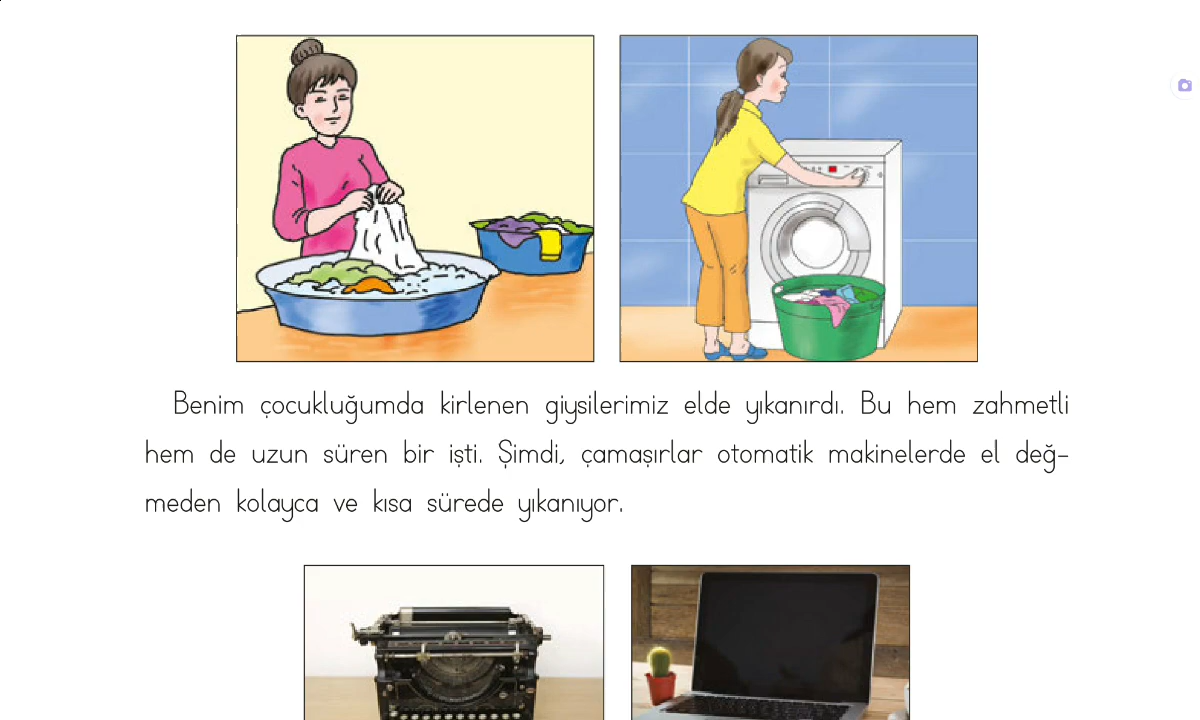 Benim çocukluğumda kirlenen giysilerimiz elde yıkanırdı. Bu hem zahmetli
hem de uzun süren bir işti. Şimdi, çamaşırlar otomatik makinelerde el değ-
meden kolayca ve kısa sürede yıkanıyor.